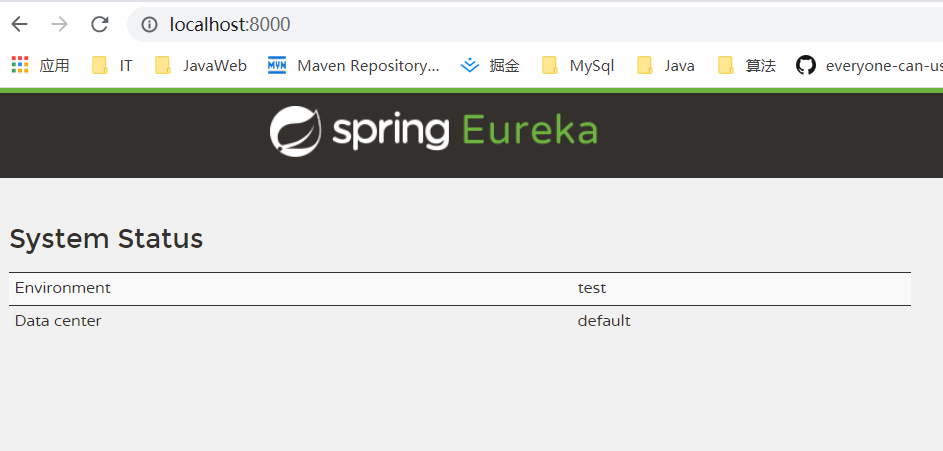 localhost:8000
应用 IT JavaWeb Maven Repository... 掘金 MySql Java 算法 everyone-can-us
spring Eureka
System Status
Environment test
Data center default